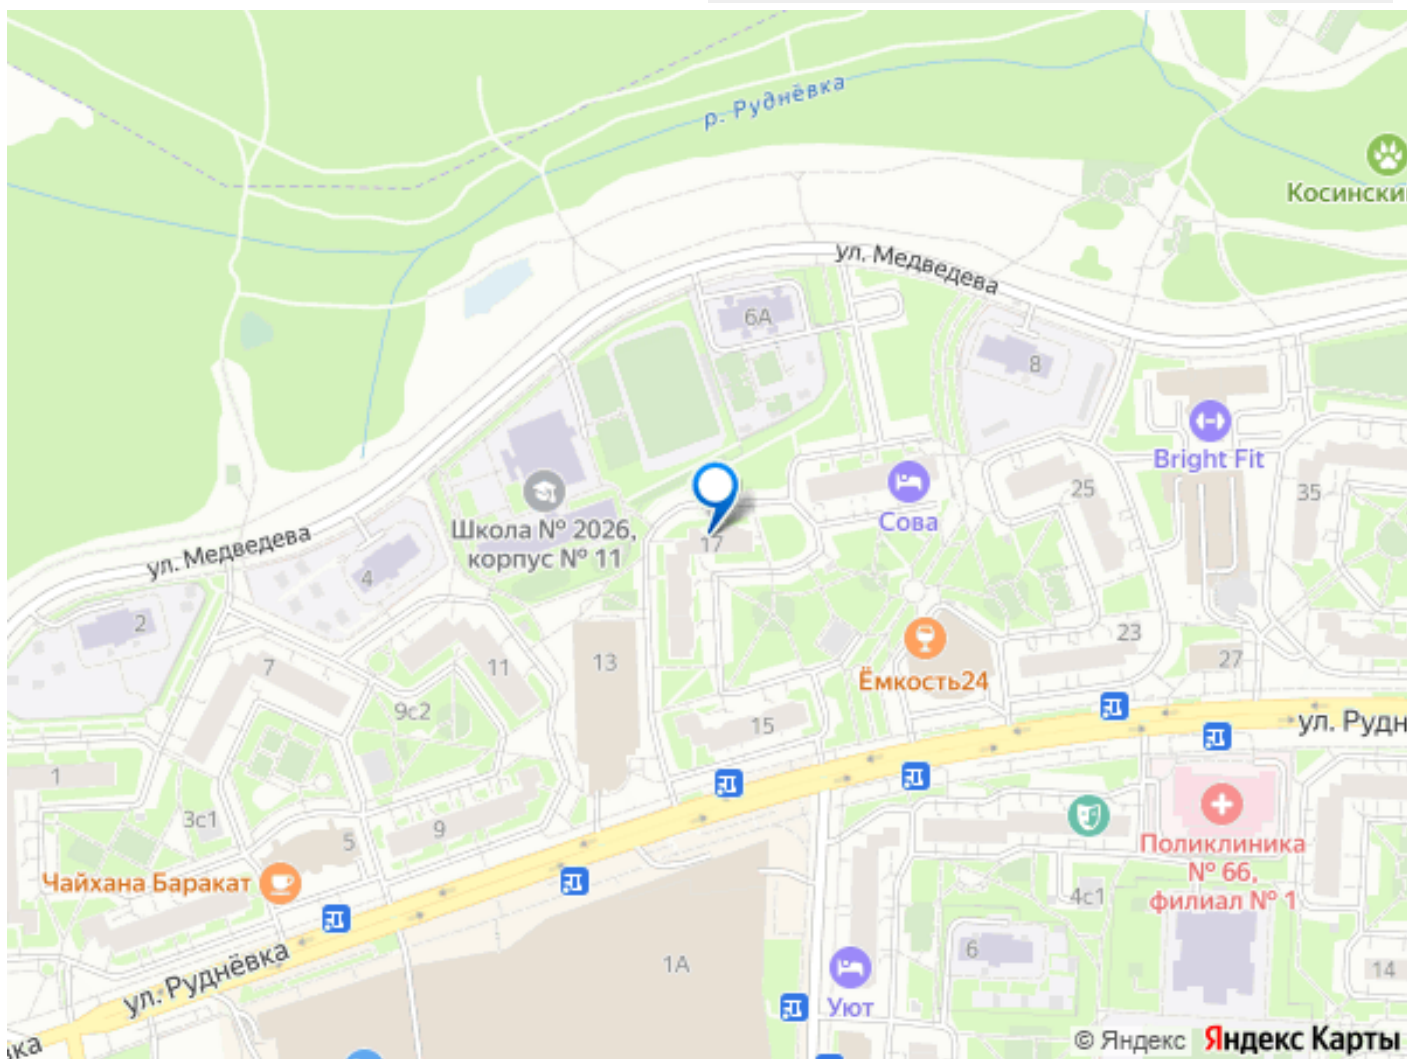 р. Руднёвка
Косински
ул. Медведева
6А
8
Bright Fit
25
35
Сова
Школа № 2026,
корпус № 11
17
ул. Медведева
4
2
7
11
13
23
27
Ёмкость24
9с2
15
ул. Рудн
1
3с1
9
5
Поликлиника
№ 66,
филиал № 1
4с1
Чайхана Баракат
ул. Руднёвка
1А
6
14
Уют
вка
© Яндекс Яндекс Карты